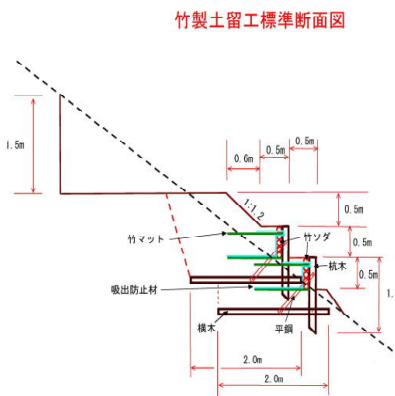 竹製土留工標準断面図
0.5m
0.5m
0.6m
1.5m
1:1.2
0.5m
竹マット
竹ソダ
0.5m
杭木
0.5m
吸出防止材
横木
平鋼
2.0m
2.0m